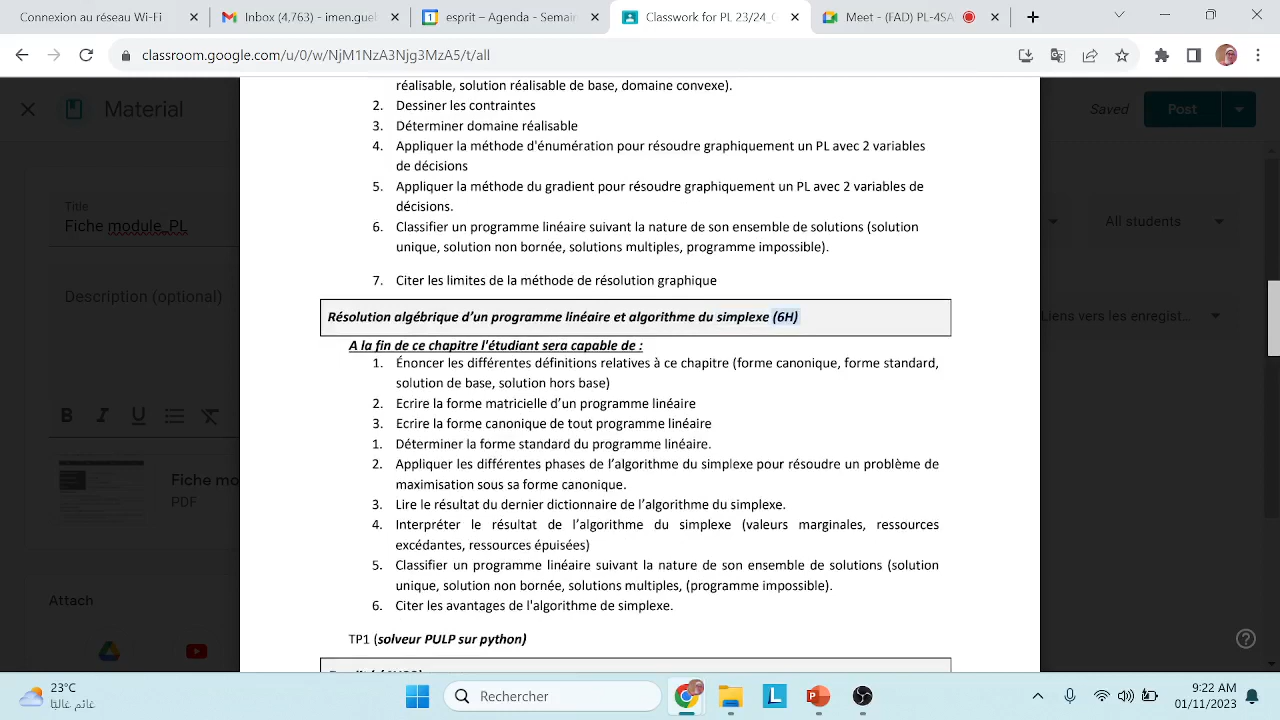 Connexion au réseau Wi-Fi
Inbox (4,763) - imengt
esprit – Agenda – Semain
Classwork for PL 23/24_
Meet - (FAD) PL-4SA
classroom.google.com/u/0/w/NjM1NzA3Njg3MzA5/t/all
Material
Saved
Post
Title
Fiche module_PL
All students
Description (optional)
Liens vers les enregist...
Fiche mo
PDF
Attach
réalisable, solution réalisable de base, domaine convexe).
2. Dessiner les contraintes
3. Déterminer domaine réalisable
4. Appliquer la méthode d'énumération pour résoudre graphiquement un PL avec 2 variables
de décisions
5. Appliquer la méthode du gradient pour résoudre graphiquement un PL avec 2 variables de
décisions.
6. Classifier un programme linéaire suivant la nature de son ensemble de solutions (solution
unique, solution non bornée, solutions multiples, programme impossible).
7. Citer les limites de la méthode de résolution graphique
Résolution algébrique d’un programme linéaire et algorithme du simplexe (6H)
A la fin de ce chapitre l'étudiant sera capable de :
1. Énoncer les différentes définitions relatives à ce chapitre (forme canonique, forme standard,
solution de base, solution hors base)
2. Ecrire la forme matricielle d’un programme linéaire
3. Ecrire la forme canonique de tout programme linéaire
1. Déterminer la forme standard du programme linéaire.
2. Appliquer les différentes phases de l’algorithme du simplexe pour résoudre un problème de
maximisation sous sa forme canonique.
3. Lire le résultat du dernier dictionnaire de l’algorithme du simplexe.
4. Interpréter le résultat de l’algorithme du simplexe (valeurs marginales, ressources
excédantes, ressources épuisées)
5. Classifier un programme linéaire suivant la nature de son ensemble de solutions (solution
unique, solution non bornée, solutions multiples, (programme impossible).
6. Citer les avantages de l'algorithme de simplexe.
TP1 (solveur PULP sur python)
23°C
Rechercher
9:22 AM
01/11/2023